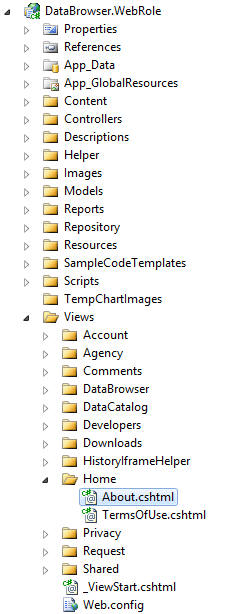 DataBrowser.WebRole
Properties
References
App_Data
App_GlobalResources
Content
Controllers
Descriptions
Helper
Images
Models
Reports
Repository
Resources
SampleCodeTemplates
Scripts
TempChartImages
Views
Account
Agency
Comments
DataBrowser
DataCatalog
Developers
Downloads
HistoryIframeHelper
Home
About.cshtml
TermsOfUse.cshtml
Privacy
Request
Shared
_ViewStart.cshtml
Web.config